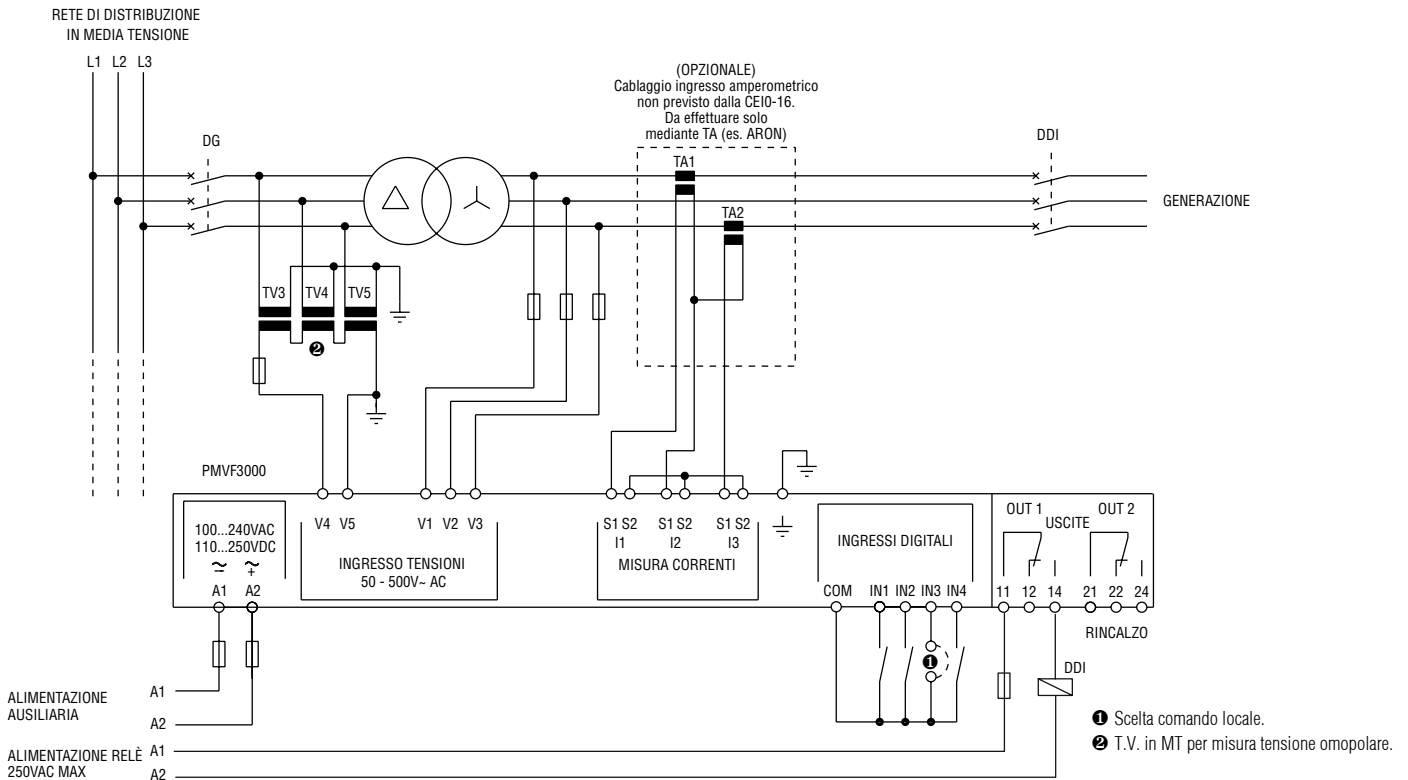 RETE DI DISTRIBUZIONE
IN MEDIA TENSIONE
L1 L2 L3
(OPZIONALE)
Cablaggio ingresso amperometrico
non previsto dalla CEI0-16.
Da effettuare solo
mediante TA (es. ARON)
DG
DDI
TA1
TA2
GENERAZIONE
TV3 TV4 TV5
❷
PMVF3000
100...240VAC
110...250VDC
A1 A2
V4 V5 V1 V2 V3
INGRESSO TENSIONI
50 - 500V~ AC
S1 S2 S1 S2 S1 S2
I1 I2 I3
MISURA CORRENTI
INGRESSI DIGITALI
COM IN1 IN2 IN3 IN4
OUT 1 OUT 2
USCITE
11 12 14 21 22 24
RINCALZO
❶
DDI
ALIMENTAZIONE
AUSILIARIA
A1
A2
ALIMENTAZIONE RELÈ
250VAC MAX
A1
A2
❶ Scelta comando locale.
❷ T.V. in MT per misura tensione omopolare.